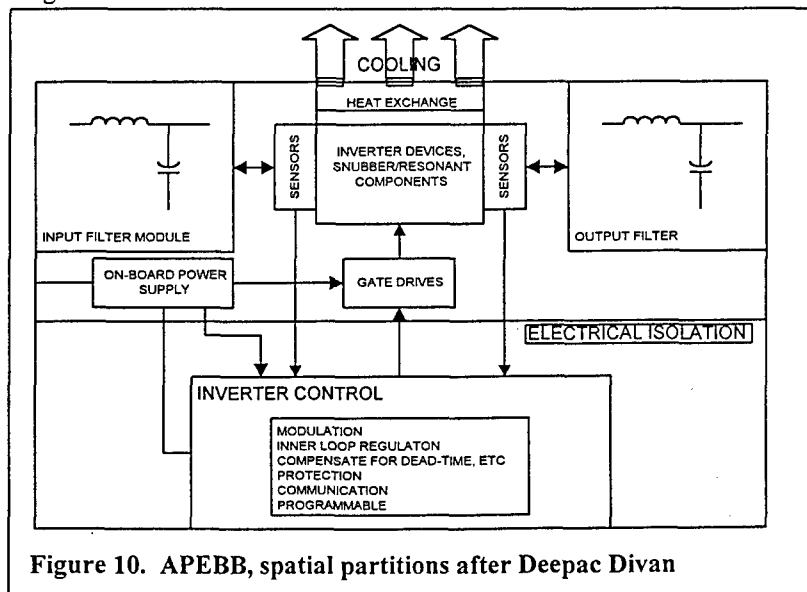 COOLING
HEAT EXCHANGE
SENSORS
INVERTER DEVICES,
SNUBBER/RESONANT
COMPONENTS
SENSORS
INPUT FILTER MODULE
OUTPUT FILTER
ON-BOARD POWER
SUPPLY
GATE DRIVES
ELECTRICAL ISOLATION
INVERTER CONTROL
MODULATION
INNER LOOP REGULATON
COMPENSATE FOR DEAD-TIME, ETC
PROTECTION
COMMUNICATION
PROGRAMMABLE
Figure 10. APEBB, spatial partitions after Deepac Divan